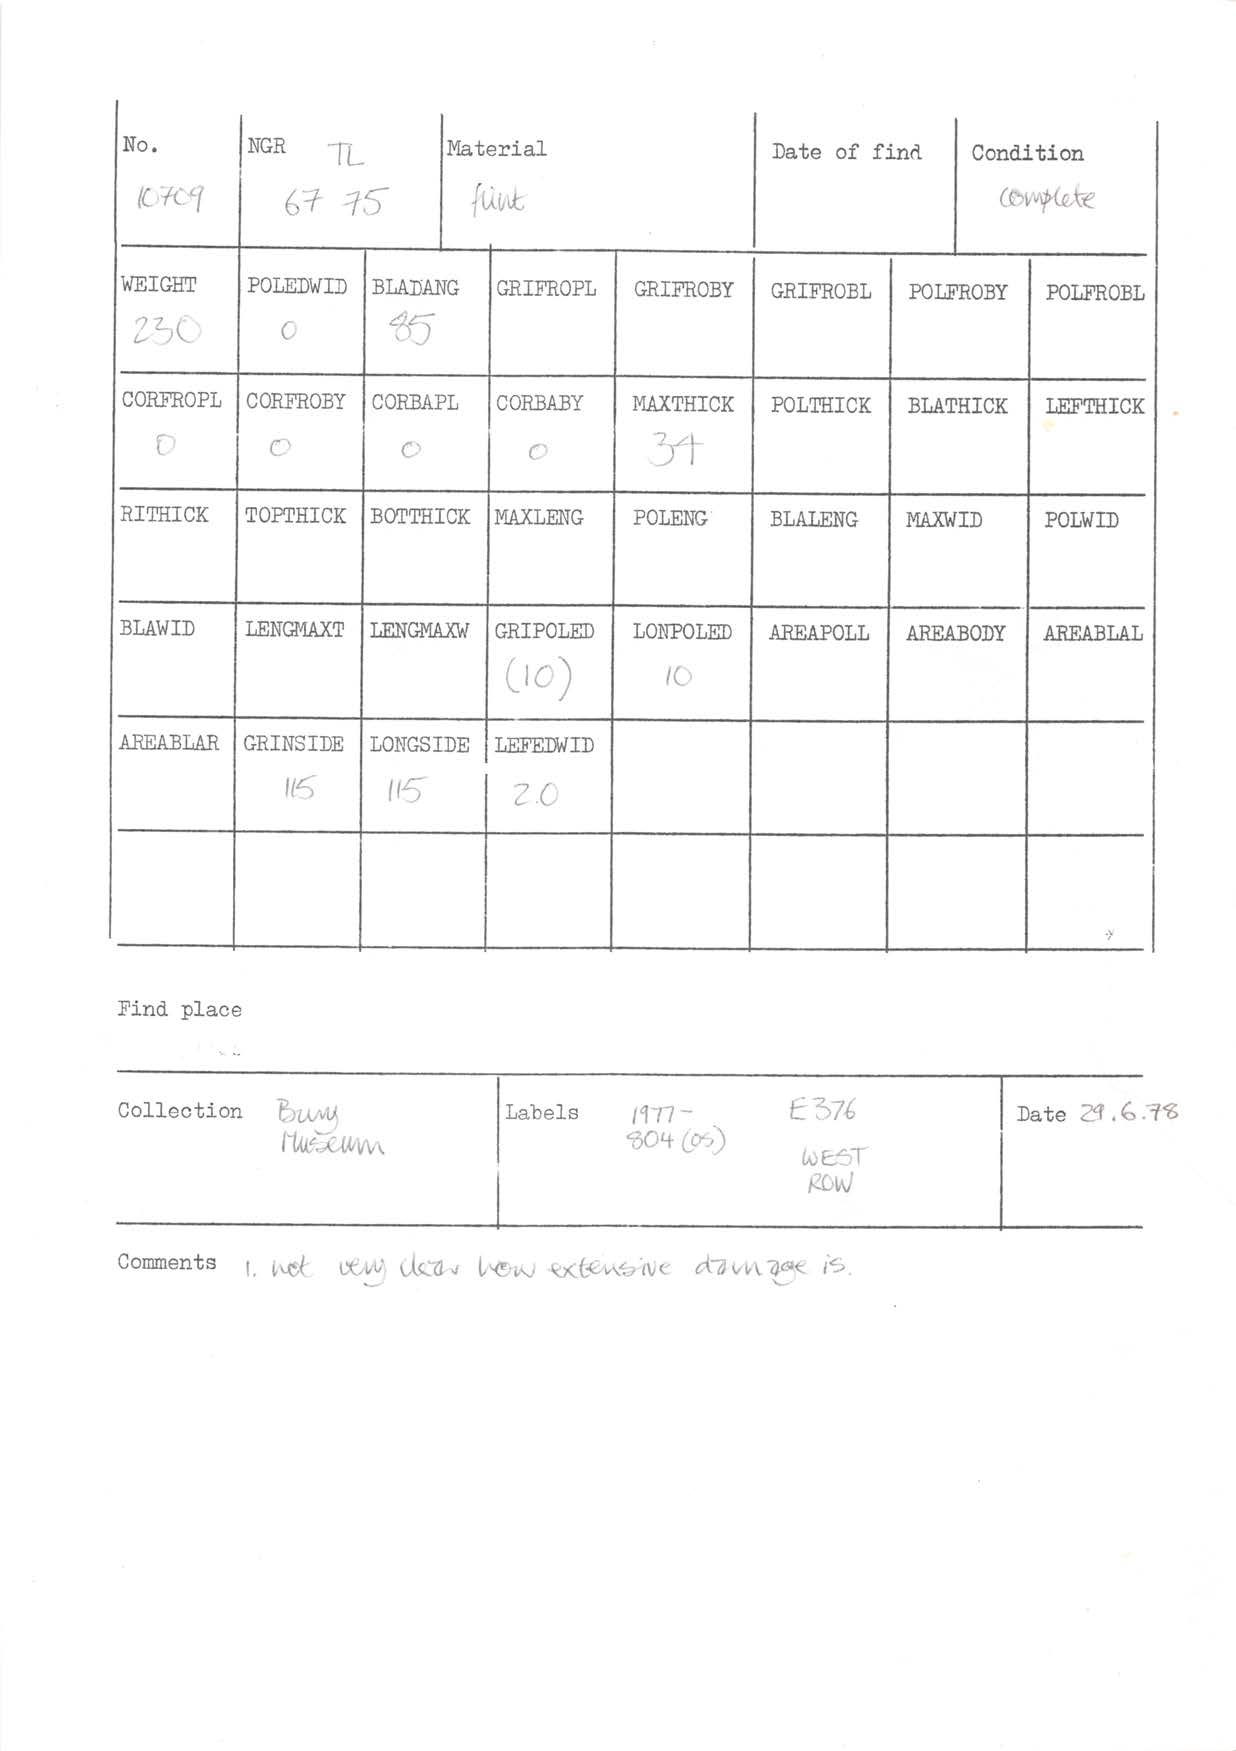 No. NGR TL Material Date of find Condition
10709 67 75 flint complete
WEIGHT POLEDWID BLADANG GRIFROPL GRIFROBY GRIFROBL POLFROBY POLFROBL
230 0 85
CORFROPL CORFROBY CORBAPL CORBABY MAXTHICK POLTHICK BLATHICK LEFTHICK
0 0 0 0 34
RITHICK TOPTHICK BOTTHICK MAXLENG POLENG BLALENG MAXWID POLWID
BLAWID LENGMAXT LENGMAXW GRIPOLED LONPOLED AREAPOLL AREABODY AREABLAL
(10) 10
AREABLAR GRINSIDE LONGSIDE LEFEDWID
115 115 2.0
Find place
Collection Bury Labels 1977- E376 Date 29.6.78
Museum 804 (OS) WEST
ROW
Comments 1. not very clear how extensive damage is.